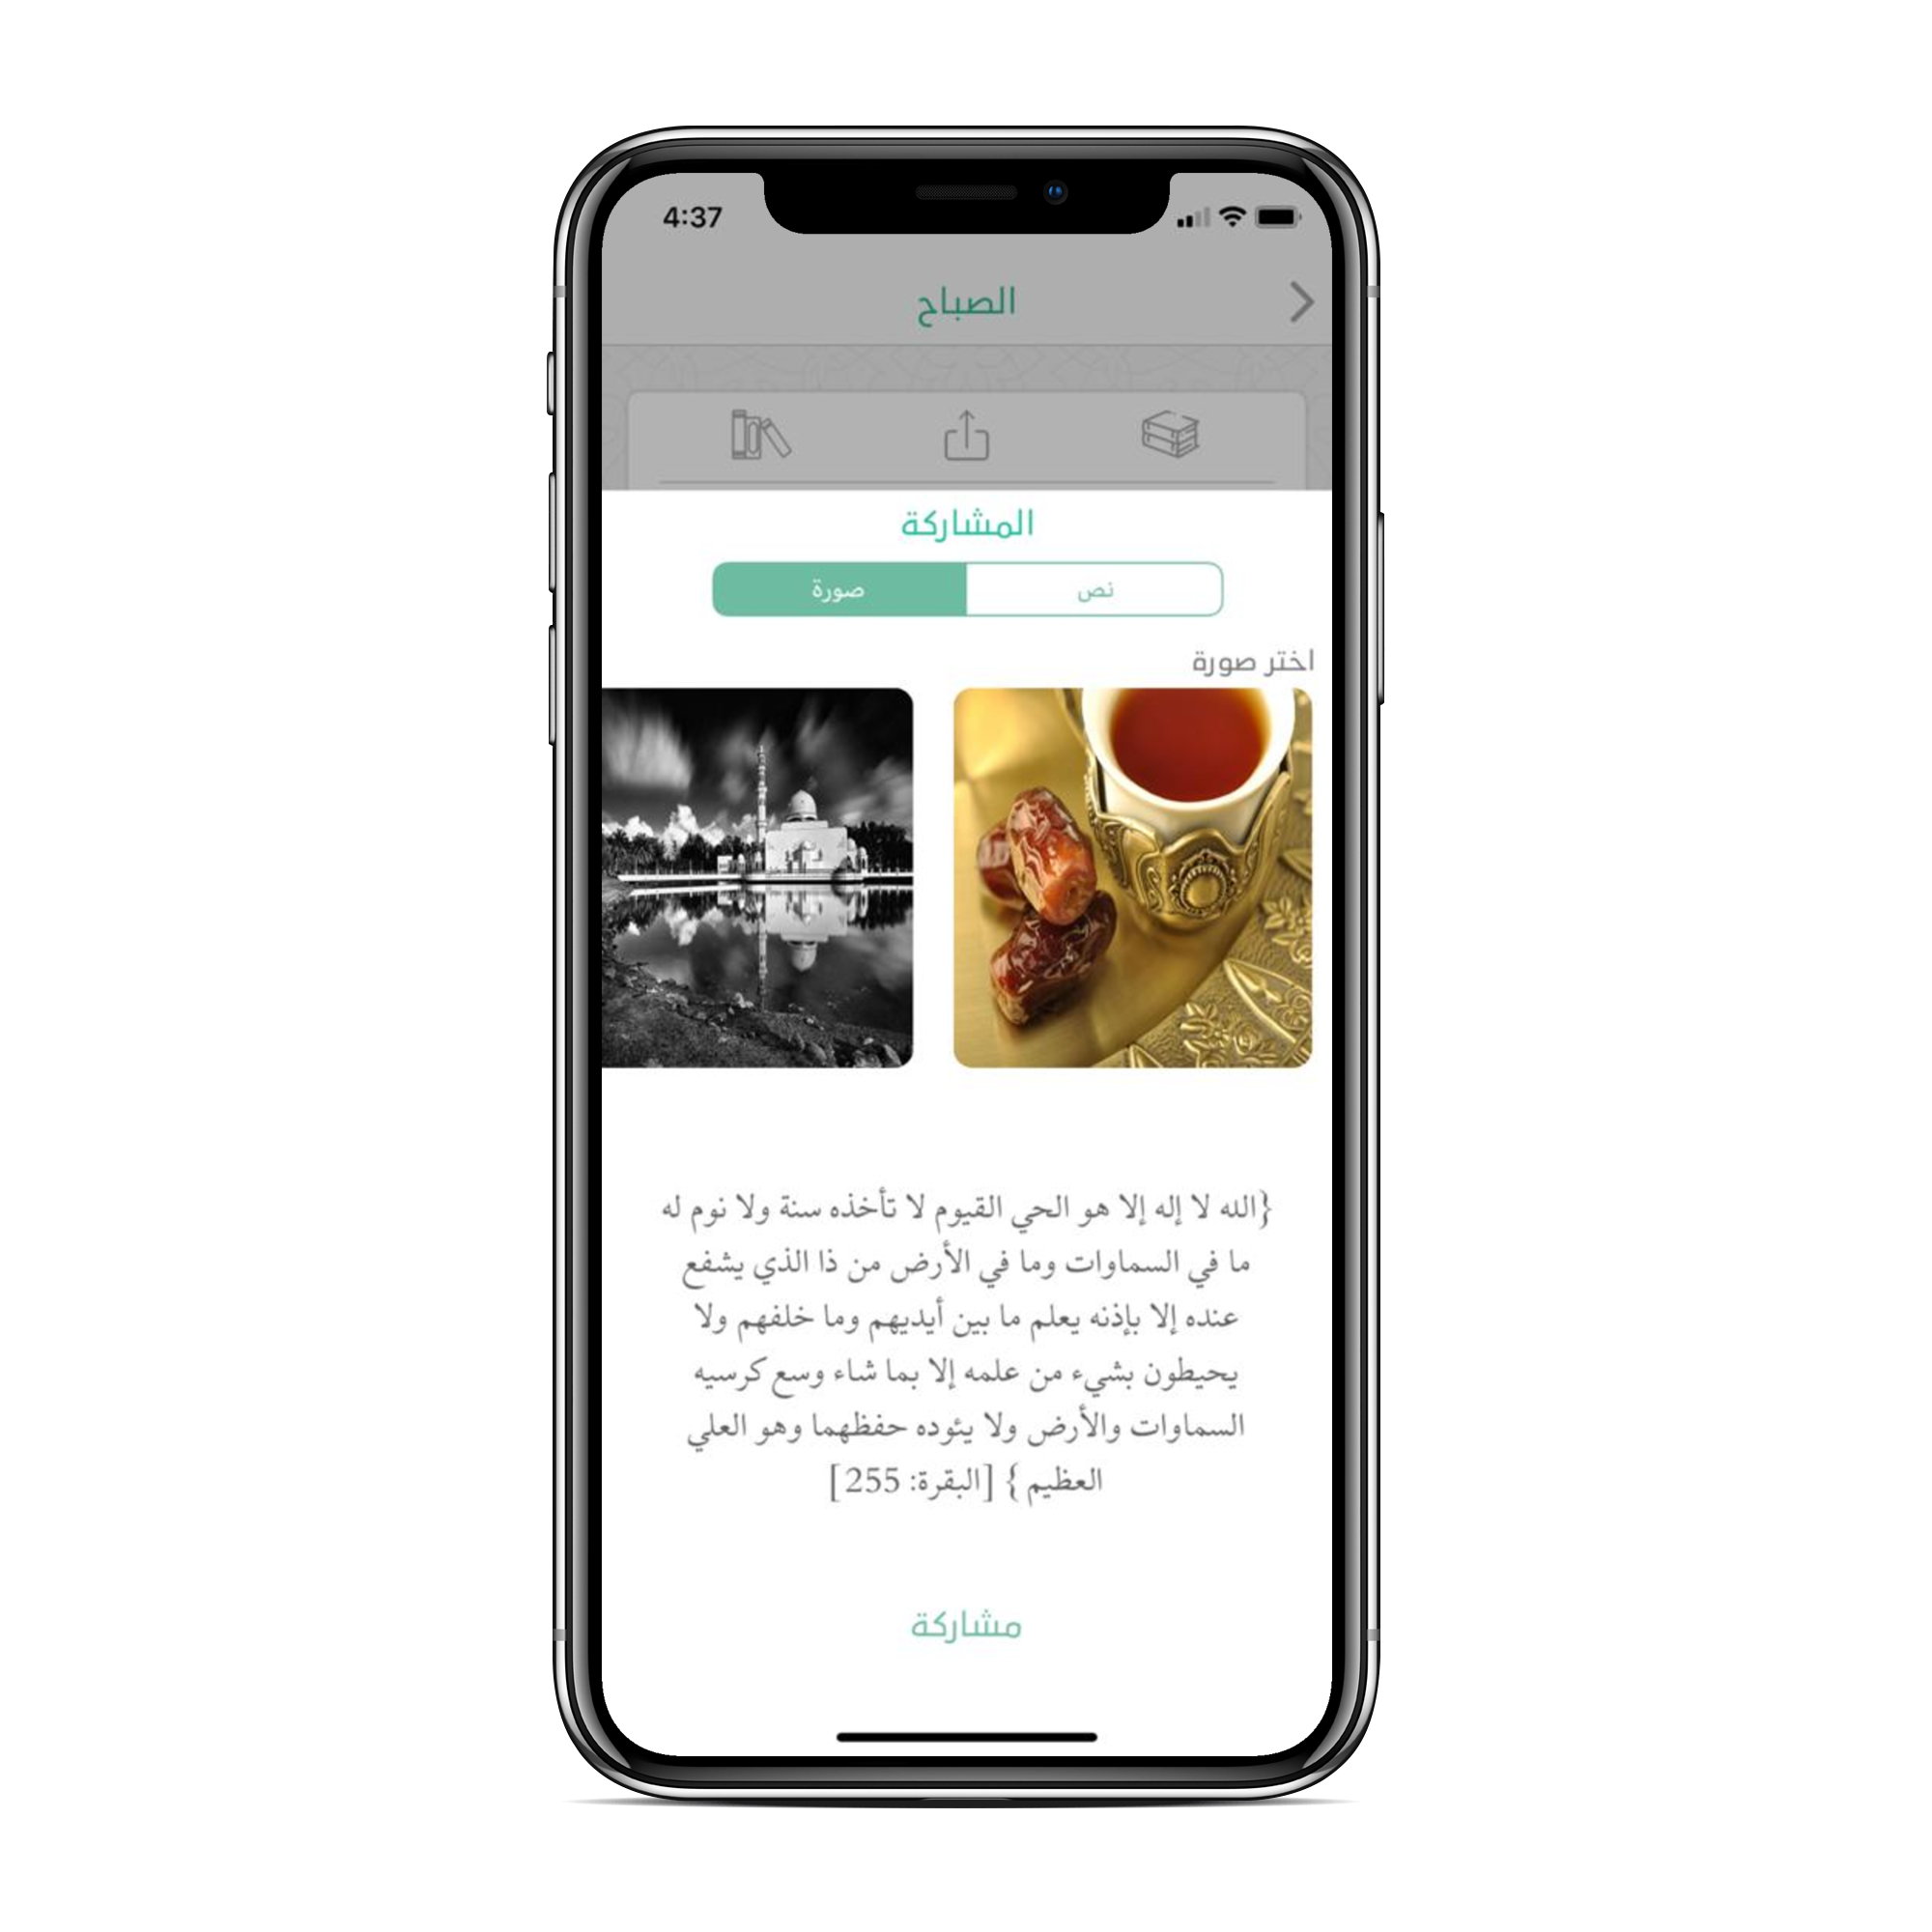 4:37
الصباح
المشاركة
نص
صورة
اختر صورة
{الله لا إله إلا هو الحي القيوم لا تأخذه سنة ولا نوم له
ما في السماوات وما في الأرض من ذا الذي يشفع
عنده إلا بإذنه يعلم ما بين أيديهم وما خلفهم ولا
يحيطون بشيء من علمه إلا بما شاء وسع كرسيه
السماوات والأرض ولا يئوده حفظهما وهو العلي
العظيم } [البقرة: 255]
مشاركة